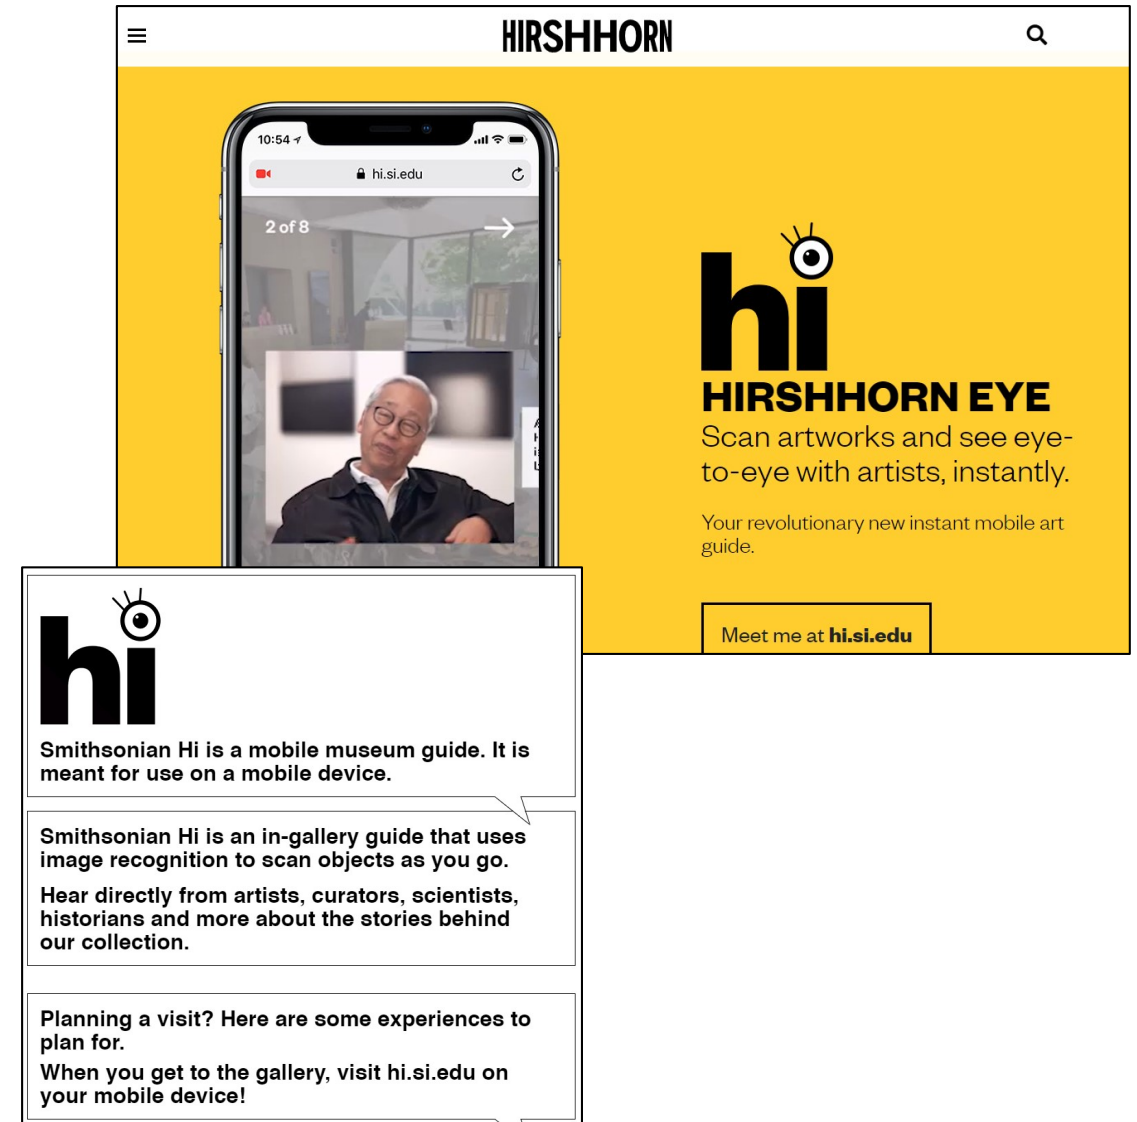 HIRSHHORN
10:54
hi.si.edu
2 of 8
hi
HIRSHHORN EYE
Scan artworks and see eye-
to-eye with artists, instantly.
Your revolutionary new instant mobile art
guide.
Meet me at hi.si.edu
hi
Smithsonian Hi is a mobile museum guide. It is
meant for use on a mobile device.
Smithsonian Hi is an in-gallery guide that uses
image recognition to scan objects as you go.
Hear directly from artists, curators, scientists,
historians and more about the stories behind
our collection.
Planning a visit? Here are some experiences to
plan for.
When you get to the gallery, visit hi.si.edu on
your mobile device!